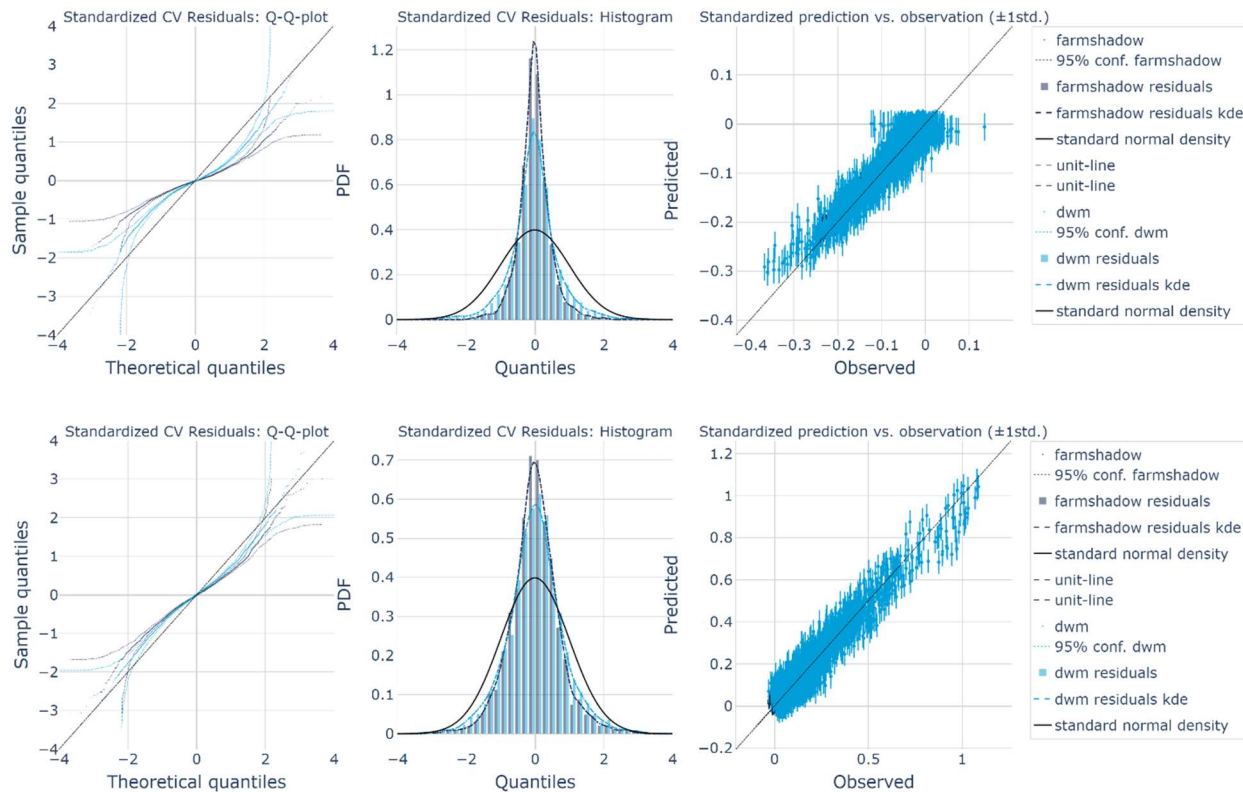 Standardized CV Residuals: Q-Q-plot
4
3
2
1
0
−1
−2
−3
−4
Sample quantiles
−4
−2
0
2
4
Theoretical quantiles
Standardized CV Residuals: Histogram
1.2
1
0.8
0.6
0.4
0.2
0
PDF
−4
−2
0
2
4
Quantiles
Standardized prediction vs. observation (±1std.)
0.1
0
−0.1
−0.2
−0.3
−0.4
Predicted
−0.4
−0.3
−0.2
−0.1
0
0.1
Observed
farmshadow
95% conf. farmshadow
farmshadow residuals
farmshadow residuals kde
standard normal density
unit-line
unit-line
dwm
95% conf. dwm
dwm residuals
dwm residuals kde
standard normal density
Standardized CV Residuals: Q-Q-plot
4
3
2
1
0
−1
−2
−3
−4
Sample quantiles
−4
−2
0
2
4
Theoretical quantiles
Standardized CV Residuals: Histogram
0.7
0.6
0.5
0.4
0.3
0.2
0.1
0
PDF
−4
−2
0
2
4
Quantiles
Standardized prediction vs. observation (±1std.)
1.2
1
0.8
0.6
0.4
0.2
0
−0.2
Predicted
0
0.5
1
Observed
farmshadow
95% conf. farmshadow
farmshadow residuals
farmshadow residuals kde
standard normal density
unit-line
unit-line
dwm
95% conf. dwm
dwm residuals
dwm residuals kde
standard normal density